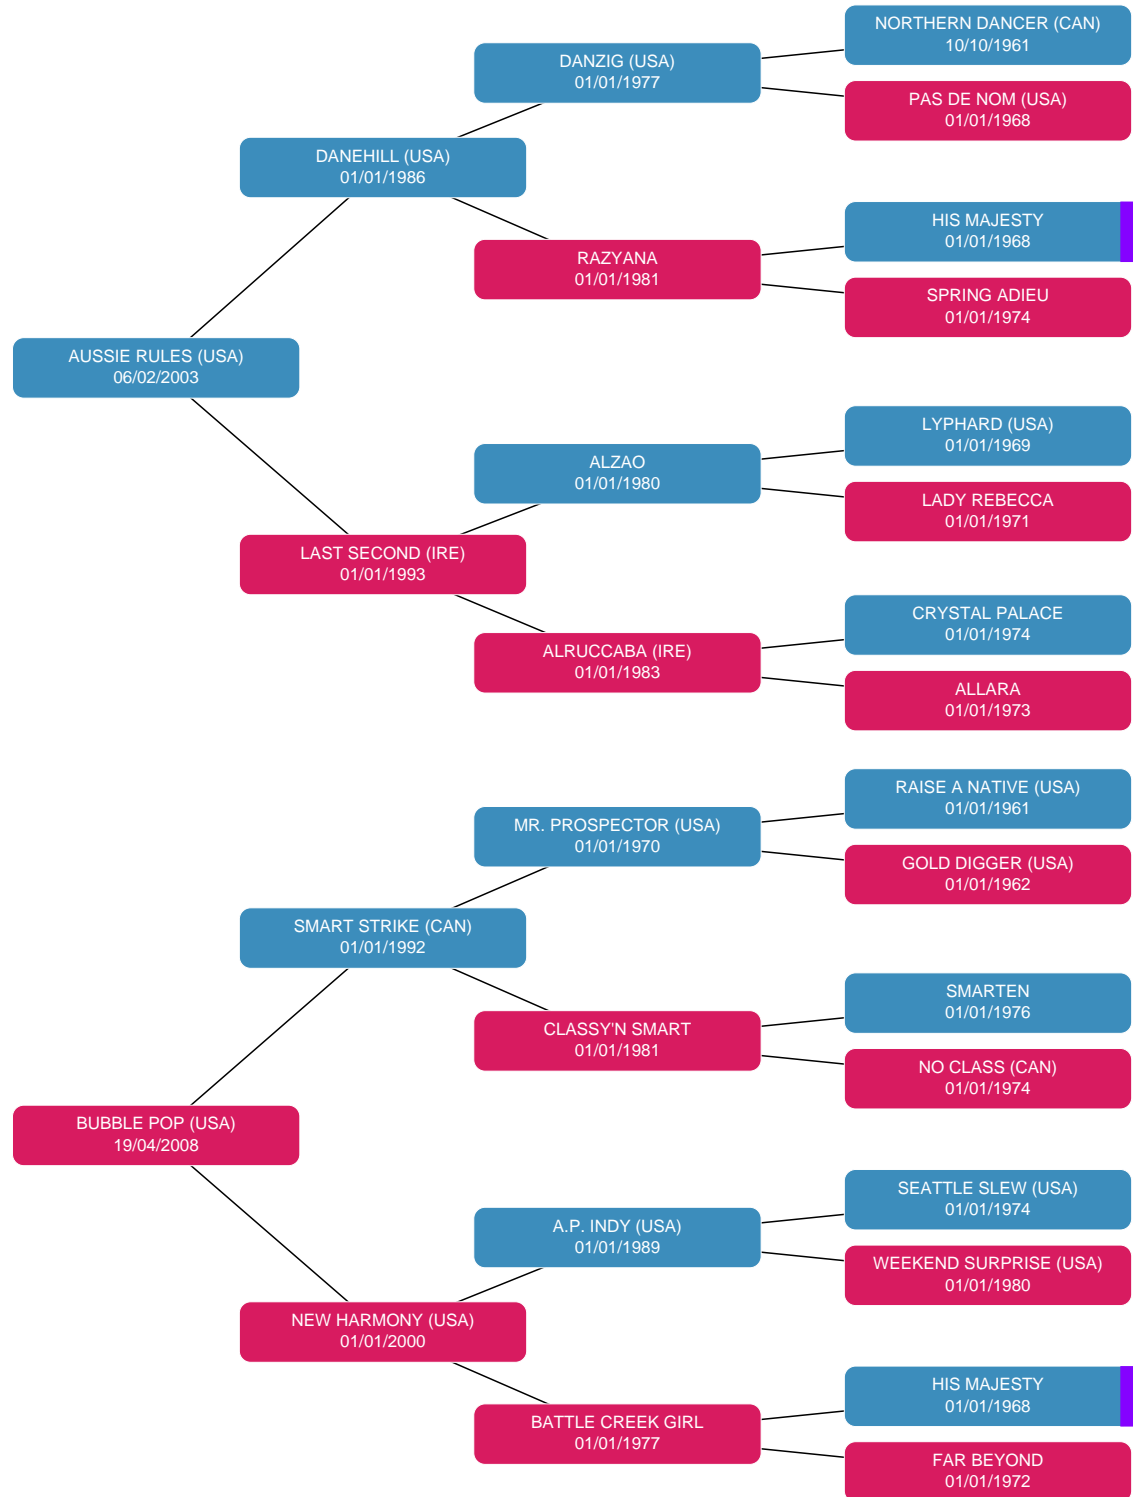 NORTHERN DANCER (CAN)
10/10/1961
DANZIG (USA)
01/01/1977
PAS DE NOM (USA)
01/01/1968
DANEHILL (USA)
01/01/1986
HIS MAJESTY
01/01/1968
RAZYANA
01/01/1981
SPRING ADIEU
01/01/1974
AUSSIE RULES (USA)
06/02/2003
LYPHARD (USA)
01/01/1969
ALZAO
01/01/1980
LADY REBECCA
01/01/1971
LAST SECOND (IRE)
01/01/1993
CRYSTAL PALACE
01/01/1974
ALRUCCABA (IRE)
01/01/1983
ALLARA
01/01/1973
RAISE A NATIVE (USA)
01/01/1961
MR. PROSPECTOR (USA)
01/01/1970
GOLD DIGGER (USA)
01/01/1962
SMART STRIKE (CAN)
01/01/1992
SMARTEN
01/01/1976
CLASSY'N SMART
01/01/1981
NO CLASS (CAN)
01/01/1974
BUBBLE POP (USA)
19/04/2008
SEATTLE SLEW (USA)
01/01/1974
A.P. INDY (USA)
01/01/1989
WEEKEND SURPRISE (USA)
01/01/1980
NEW HARMONY (USA)
01/01/2000
HIS MAJESTY
01/01/1968
BATTLE CREEK GIRL
01/01/1977
FAR BEYOND
01/01/1972